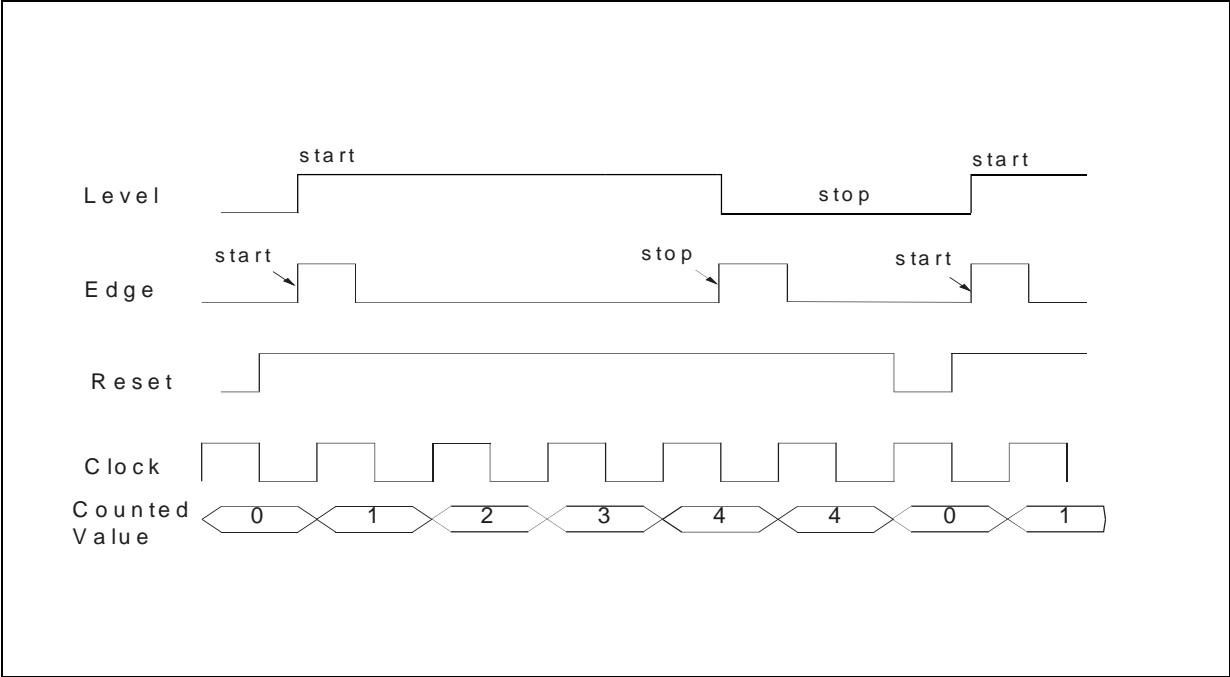 start
start
Level
stop
start
stop
start
Edge
Reset
Clock
Counted
Value
0 1 2 3 4 4 0 1